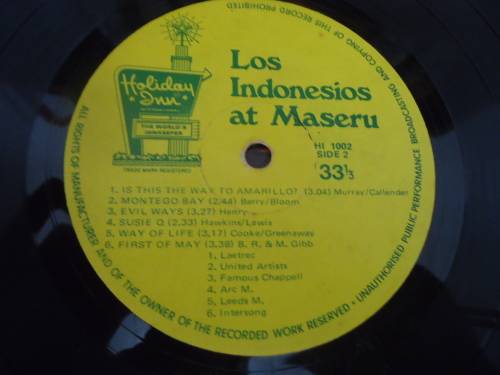 Holiday
Inn
THE WORLD'S
INNKEEPER
TRADE MARK REGISTERED
Los
Indonesios
at Maseru
HI 1002
SIDE 2
33⅓
1. IS THIS THE WAY TO AMARILLO? (3.04) Murray/Callender
2. MONTEGO BAY (2/44) Berry/Bloom
3. EVIL WAYS (3,27) Henry
4. SUSIE Q (2,33) Hawkins/Lewis
5. WAY OF LIFE (3,17) Cooke/Greenaway
6. FIRST OF MAY (3,38) B. R. & M. Gibb
1. Laetrec
2. United Artists
3. Famous Chappell
4. Arc M.
5. Leeds M.
6. Intersong
ALL RIGHTS OF MANUFACTURER AND OF THE OWNER OF THE RECORDED WORK RESERVED • UNAUTHORISED PUBLIC PERFORMANCE BROADCASTING AND COPYING OF THIS RECORD PROHIBITED